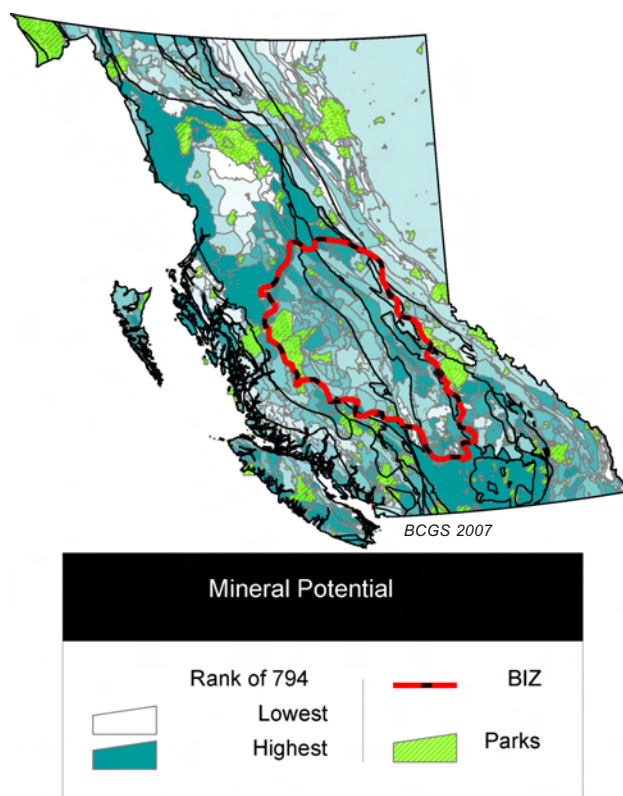 BCGS 2007
Mineral Potential
Rank of 794
Lowest
Highest
BIZ
Parks